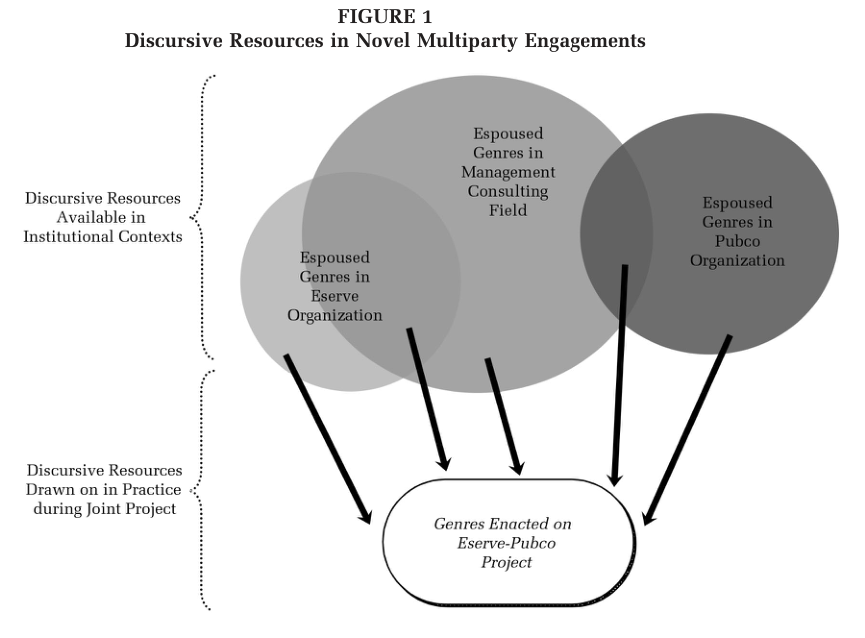 FIGURE 1
Discursive Resources in Novel Multiparty Engagements
Discursive Resources
Available in
Institutional Contexts
Espoused
Genres in
Eserve
Organization
Espoused
Genres in
Management
Consulting
Field
Espoused
Genres in
Pubco
Organization
Discursive Resources
Drawn on in Practice
during Joint Project
Genres Enacted on
Eserve-Pubco
Project